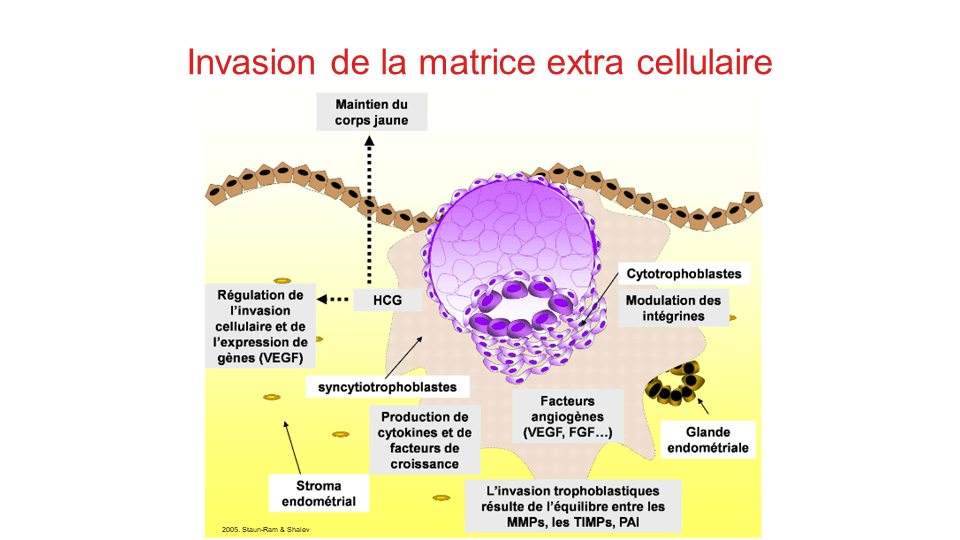 Invasion de la matrice extra cellulaire
Maintien du
corps jaune
Cytotrophoblastes
Régulation de
l'invasion
cellulaire et de
l'expression de
gènes (VEGF)
HCG
Modulation des
intégrines
syncytiotrophoblastes
Production de
cytokines et de
facteurs de
croissance
Facteurs
angiogènes
(VEGF, FGF…)
Glande
endométriale
Stroma
endométrial
L'invasion trophoblastiques
résulte de l'équilibre entre les
MMPs, les TIMPs, PAI
2005. Staun-Ram & Shalev